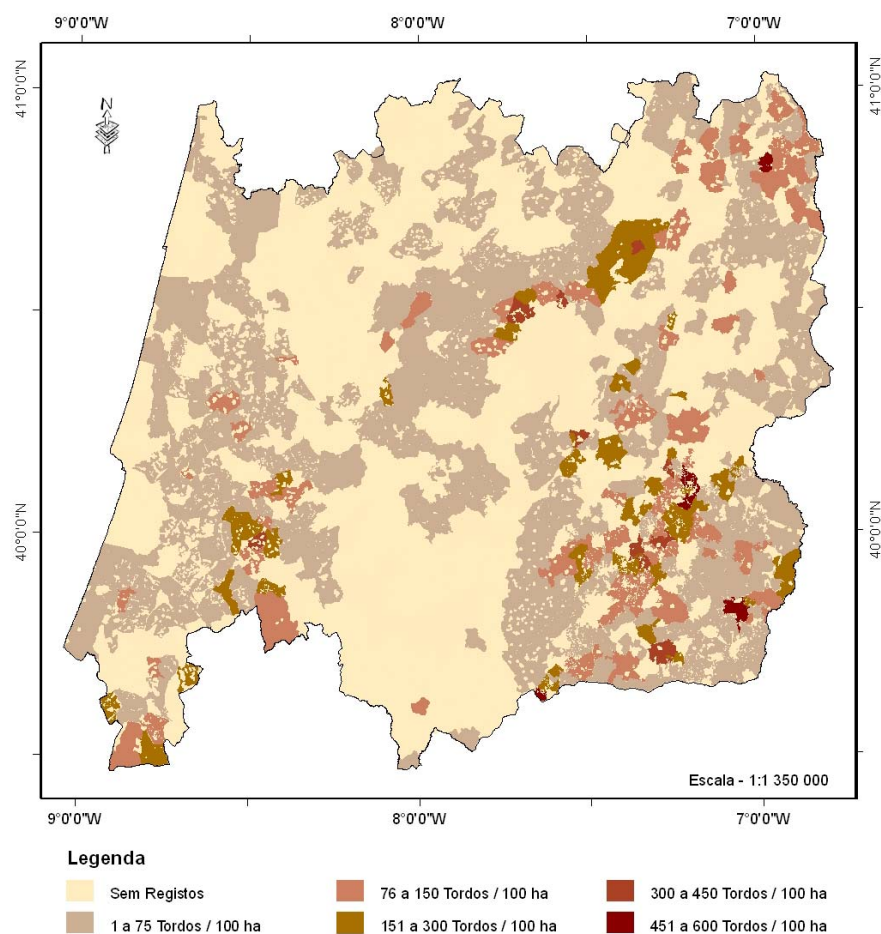 9°0'0"W 8°0'0"W 7°0'0"W
N
41°0'0"N 41°0'0"N
40°0'0"N 40°0'0"N
Escala - 1:1 350 000
9°0'0"W 8°0'0"W 7°0'0"W
Legenda
Sem Registos 76 a 150 Tordos / 100 ha 300 a 450 Tordos / 100 ha
1 a 75 Tordos / 100 ha 151 a 300 Tordos / 100 ha 451 a 600 Tordos / 100 ha